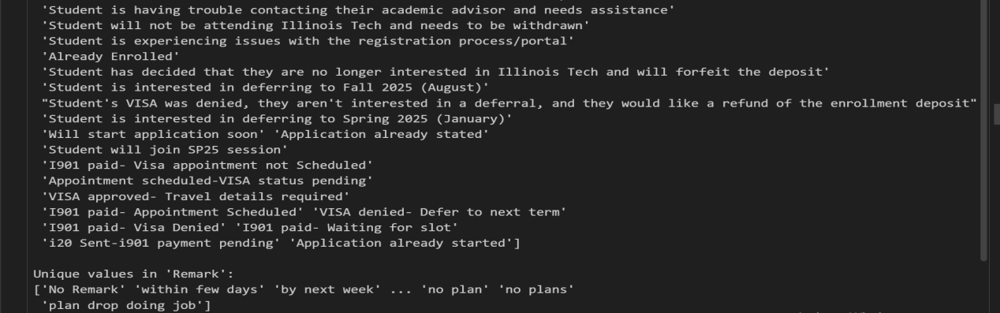 'Student is having trouble contacting their academic advisor and needs assistance'
'Student will not be attending Illinois Tech and needs to be withdrawn'
'Student is experiencing issues with the registration process/portal'
'Already Enrolled'
'Student has decided that they are no longer interested in Illinois Tech and will forfeit the deposit'
'Student is interested in deferring to Fall 2025 (August)'
"Student's VISA was denied, they aren't interested in a deferral, and they would like a refund of the enrollment deposit"
'Student is interested in deferring to Spring 2025 (January)'
'Will start application soon' 'Application already stated'
'Student will join SP25 session'
'I901 paid- Visa appointment not Scheduled'
'Appointment scheduled-VISA status pending'
'VISA approved- Travel details required'
'I901 paid- Appointment Scheduled' 'VISA denied- Defer to next term'
'I901 paid- Visa Denied' 'I901 paid- Waiting for slot'
'i20 Sent-i901 payment pending' 'Application already started']
Unique values in 'Remark':
['No Remark' 'within few days' 'by next week' ... 'no plan' 'no plans'
'plan drop doing job']